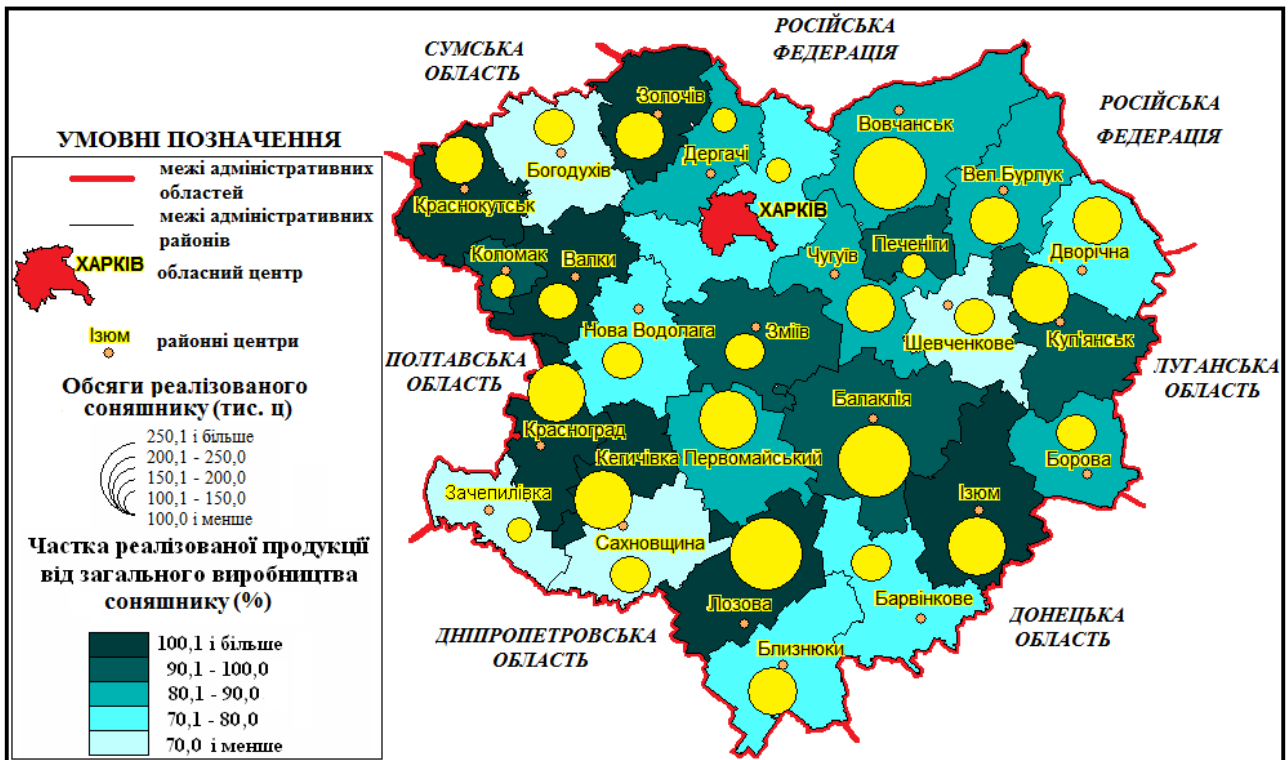 УМОВНІ ПОЗНАЧЕННЯ
межі адміністративних
областей
межі адміністративних
районів
ХАРКІВ
обласний центр
Ізюм
районні центри
Обсяги реалізованого
соняшнику (тис. ц)
250,1 і більше
200,1 - 250,0
150,1 - 200,0
100,1 - 150,0
100,0 і менше
Частка реалізованої продукції
від загального виробництва
соняшнику (%)
100,1 і більше
90,1 - 100,0
80,1 - 90,0
70,1 - 80,0
70,0 і менше
СУМСЬКА
ОБЛАСТЬ
РОСІЙСЬКА
ФЕДЕРАЦІЯ
РОСІЙСЬКА
ФЕДЕРАЦІЯ
Золочів
Вовчанськ
Дергачі
Богодухів
Вел.Бурлук
Краснокутськ
ХАРКІВ
Печеніги
Дворічна
Коломак
Валки
Чугуїв
Нова Водолага
Зміїв
Шевченкове
Куп'янськ
ПОЛТАВСЬКА
ОБЛАСТЬ
ЛУГАНСЬКА
ОБЛАСТЬ
Балаклія
Красноград
Кегичівка
Первомайський
Борова
Зачепилівка
Ізюм
Сахновщина
Лозова
Барвінкове
ДОНЕЦЬКА
ОБЛАСТЬ
ДНІПРОПЕТРОВСЬКА
ОБЛАСТЬ
Близнюки